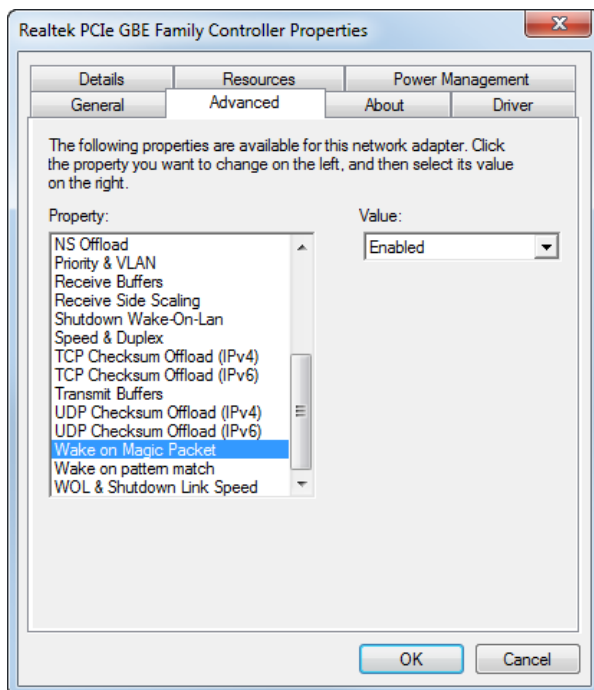 Realtek PCIe GBE Family Controller Properties
Details Resources Power Management
General Advanced About Driver
The following properties are available for this network adapter. Click
the property you want to change on the left, and then select its value
on the right.
Property: Value:
NS Offload Enabled
Priority & VLAN
Receive Buffers
Receive Side Scaling
Shutdown Wake-On-Lan
Speed & Duplex
TCP Checksum Offload (IPv4)
TCP Checksum Offload (IPv6)
Transmit Buffers
UDP Checksum Offload (IPv4)
UDP Checksum Offload (IPv6)
Wake on Magic Packet
Wake on pattern match
WOL & Shutdown Link Speed
OK Cancel